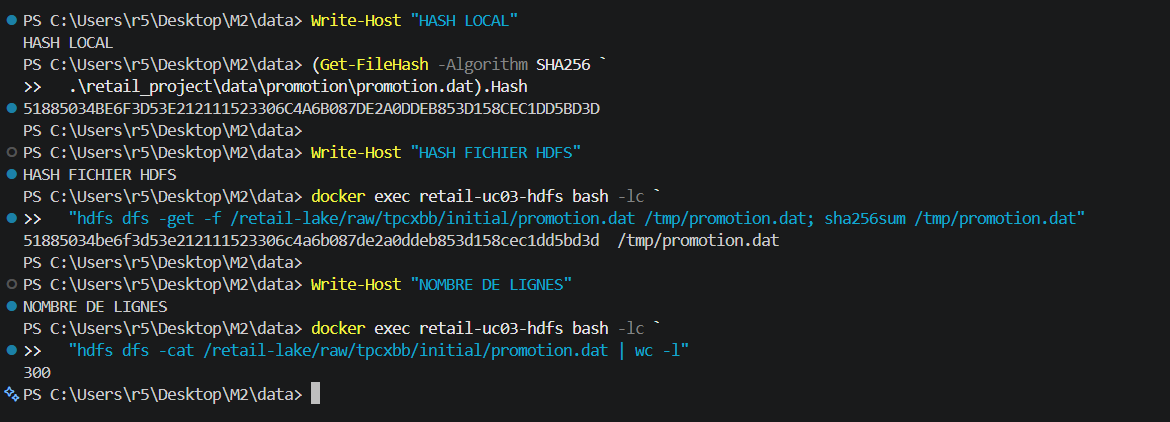 PS C:\Users\r5\Desktop\M2\data> Write-Host "HASH LOCAL"
HASH LOCAL
PS C:\Users\r5\Desktop\M2\data> (Get-FileHash -Algorithm SHA256 `
>>   .\retail_project\data\promotion\promotion.dat).Hash
51885034BE6F3D53E212111523306C4A6B087DE2A0DDEB853D158CEC1DD5BD3D
PS C:\Users\r5\Desktop\M2\data>
PS C:\Users\r5\Desktop\M2\data> Write-Host "HASH FICHIER HDFS"
HASH FICHIER HDFS
PS C:\Users\r5\Desktop\M2\data> docker exec retail-uc03-hdfs bash -lc `
>>   "hdfs dfs -get -f /retail-lake/raw/tpcxbb/initial/promotion.dat /tmp/promotion.dat; sha256sum /tmp/promotion.dat"
51885034be6f3d53e212111523306c4a6b087de2a0ddeb853d158cec1dd5bd3d  /tmp/promotion.dat
PS C:\Users\r5\Desktop\M2\data>
PS C:\Users\r5\Desktop\M2\data> Write-Host "NOMBRE DE LIGNES"
NOMBRE DE LIGNES
PS C:\Users\r5\Desktop\M2\data> docker exec retail-uc03-hdfs bash -lc `
>>   "hdfs dfs -cat /retail-lake/raw/tpcxbb/initial/promotion.dat | wc -l"
300
PS C:\Users\r5\Desktop\M2\data>